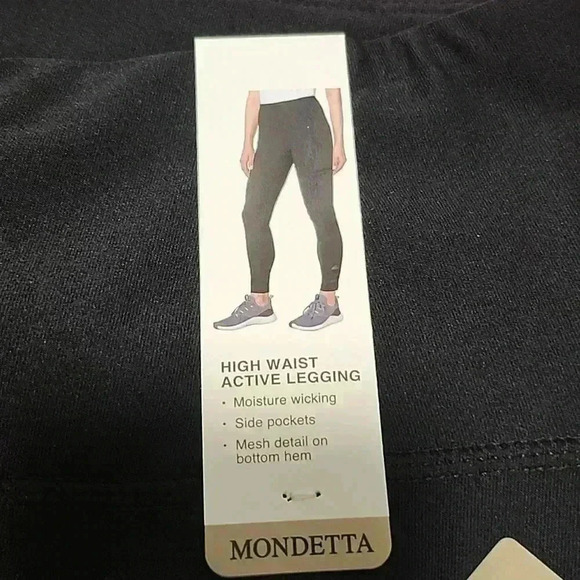 HIGH WAIST
ACTIVE LEGGING
• Moisture wicking
• Side pockets
• Mesh detail on
bottom hem
MONDETTA